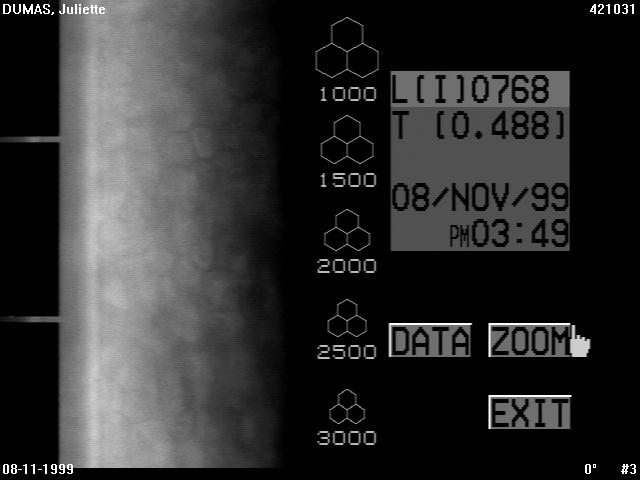 DUMAS, Juliette
421031
1000
1500
2000
2500
3000
L[I]0768
T [0.488]
08/NOV/99
PM03:49
DATA
ZOOM
EXIT
08-11-1999
0° #3